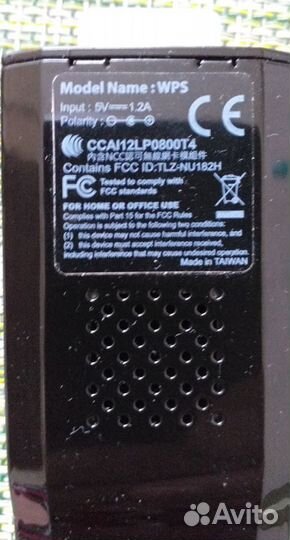 Model Name : WPS
Input : 5V⎓1.2A
Polarity :
CE
CCAI12LP0800T4
內含NCC認可無線網卡模組件
Contains FCC ID:TLZ-NU182H
FC Tested to comply with
FCC standards
FOR HOME OR OFFICE USE
Complies with Part 15 of the FCC Rules
Operation is subject to the following two conditions:
(1) this device may not cause harmful interference, and
(2) this device must accept interference received,
including interference that may cause undesired
operation.
Made in TAIWAN
Avito